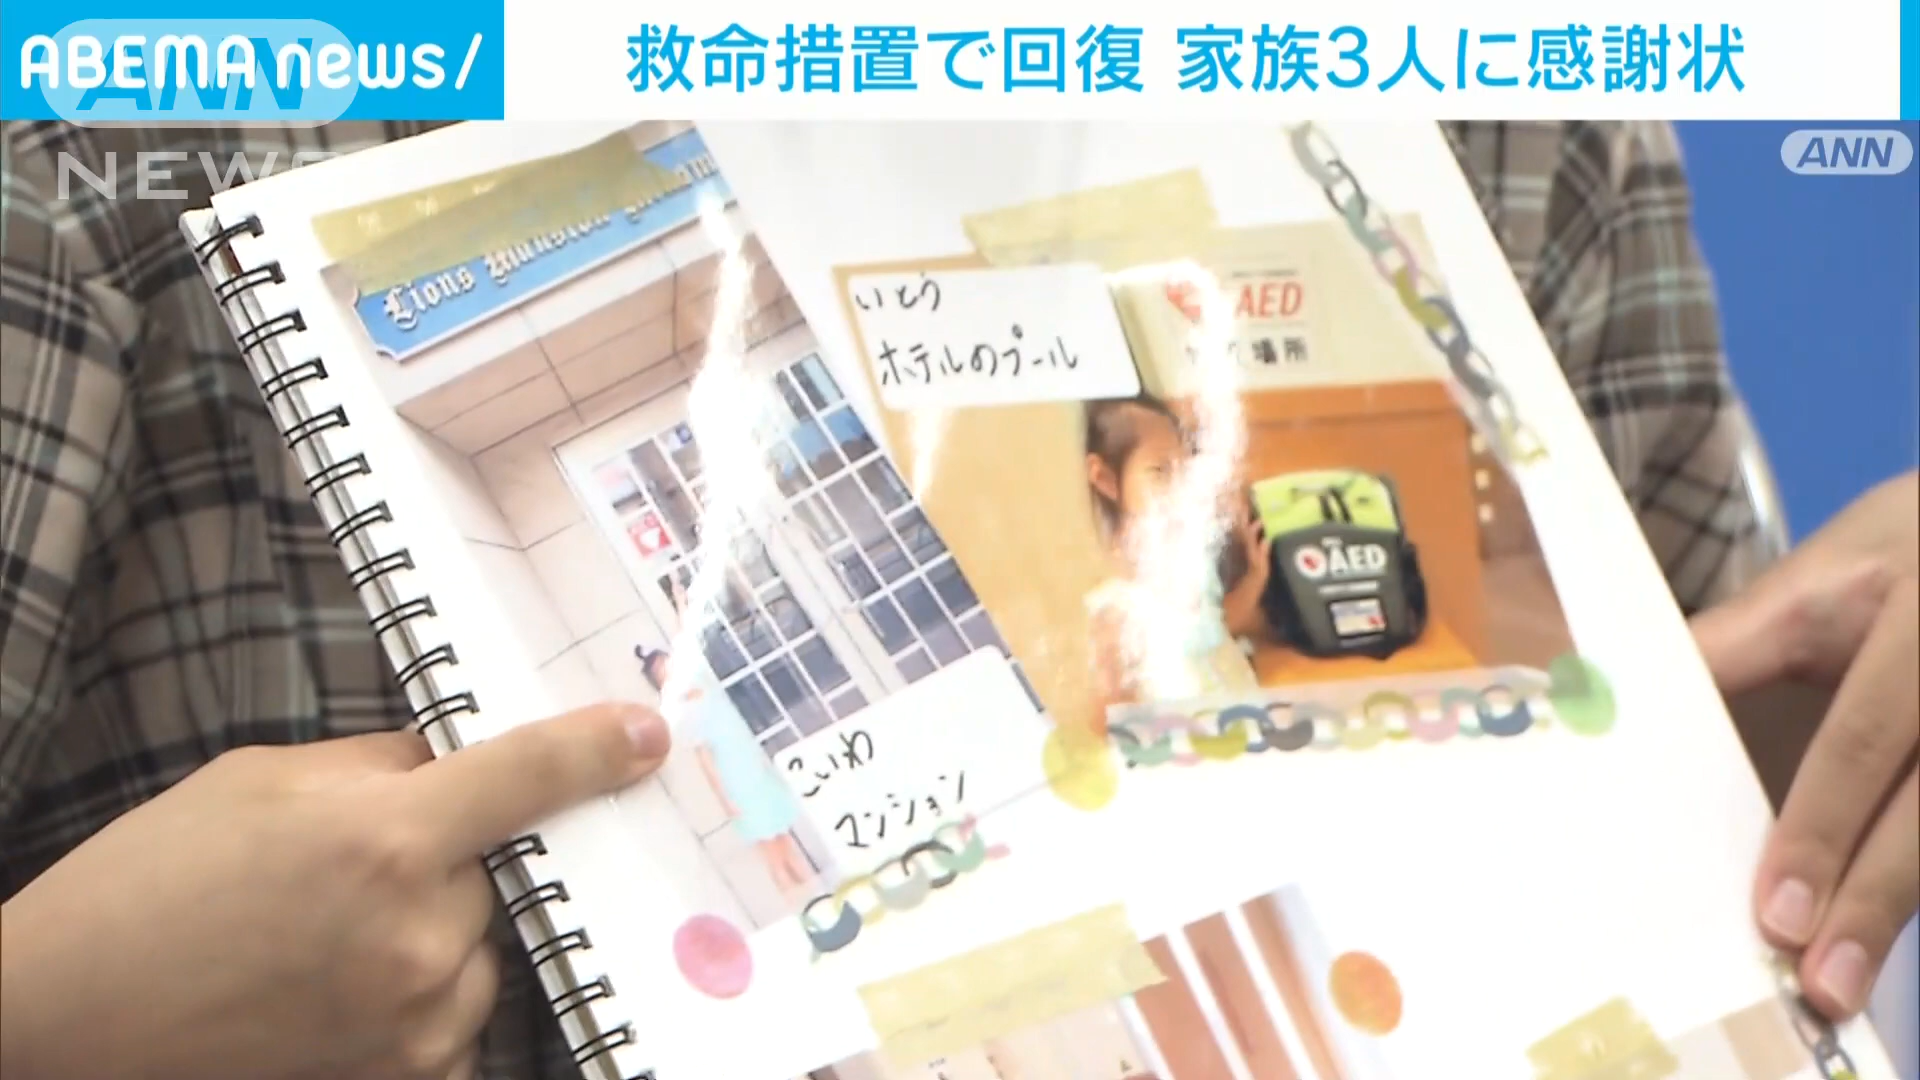 ABEMA news/
ANN
NEWS
救命措置で回復 家族3人に感謝状
ANN
Lions Mansion
いとう
ホテルのプール
AED
場所
AED
こいわ
マンション